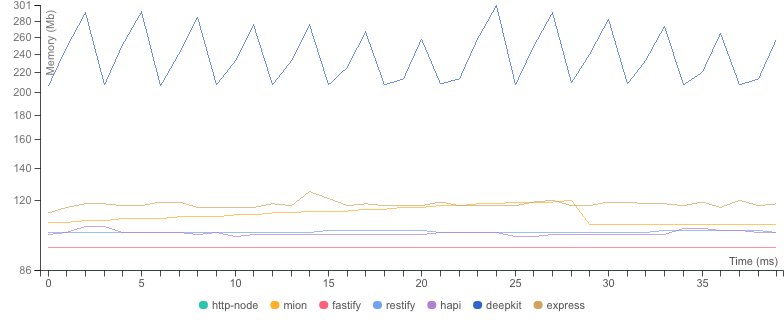 Memory (Mb)
301
280
260
240
220
200
180
160
140
120
86
0
5
10
15
20
25
30
35
Time (ms)
http-node
mion
fastify
restify
hapi
deepkit
express